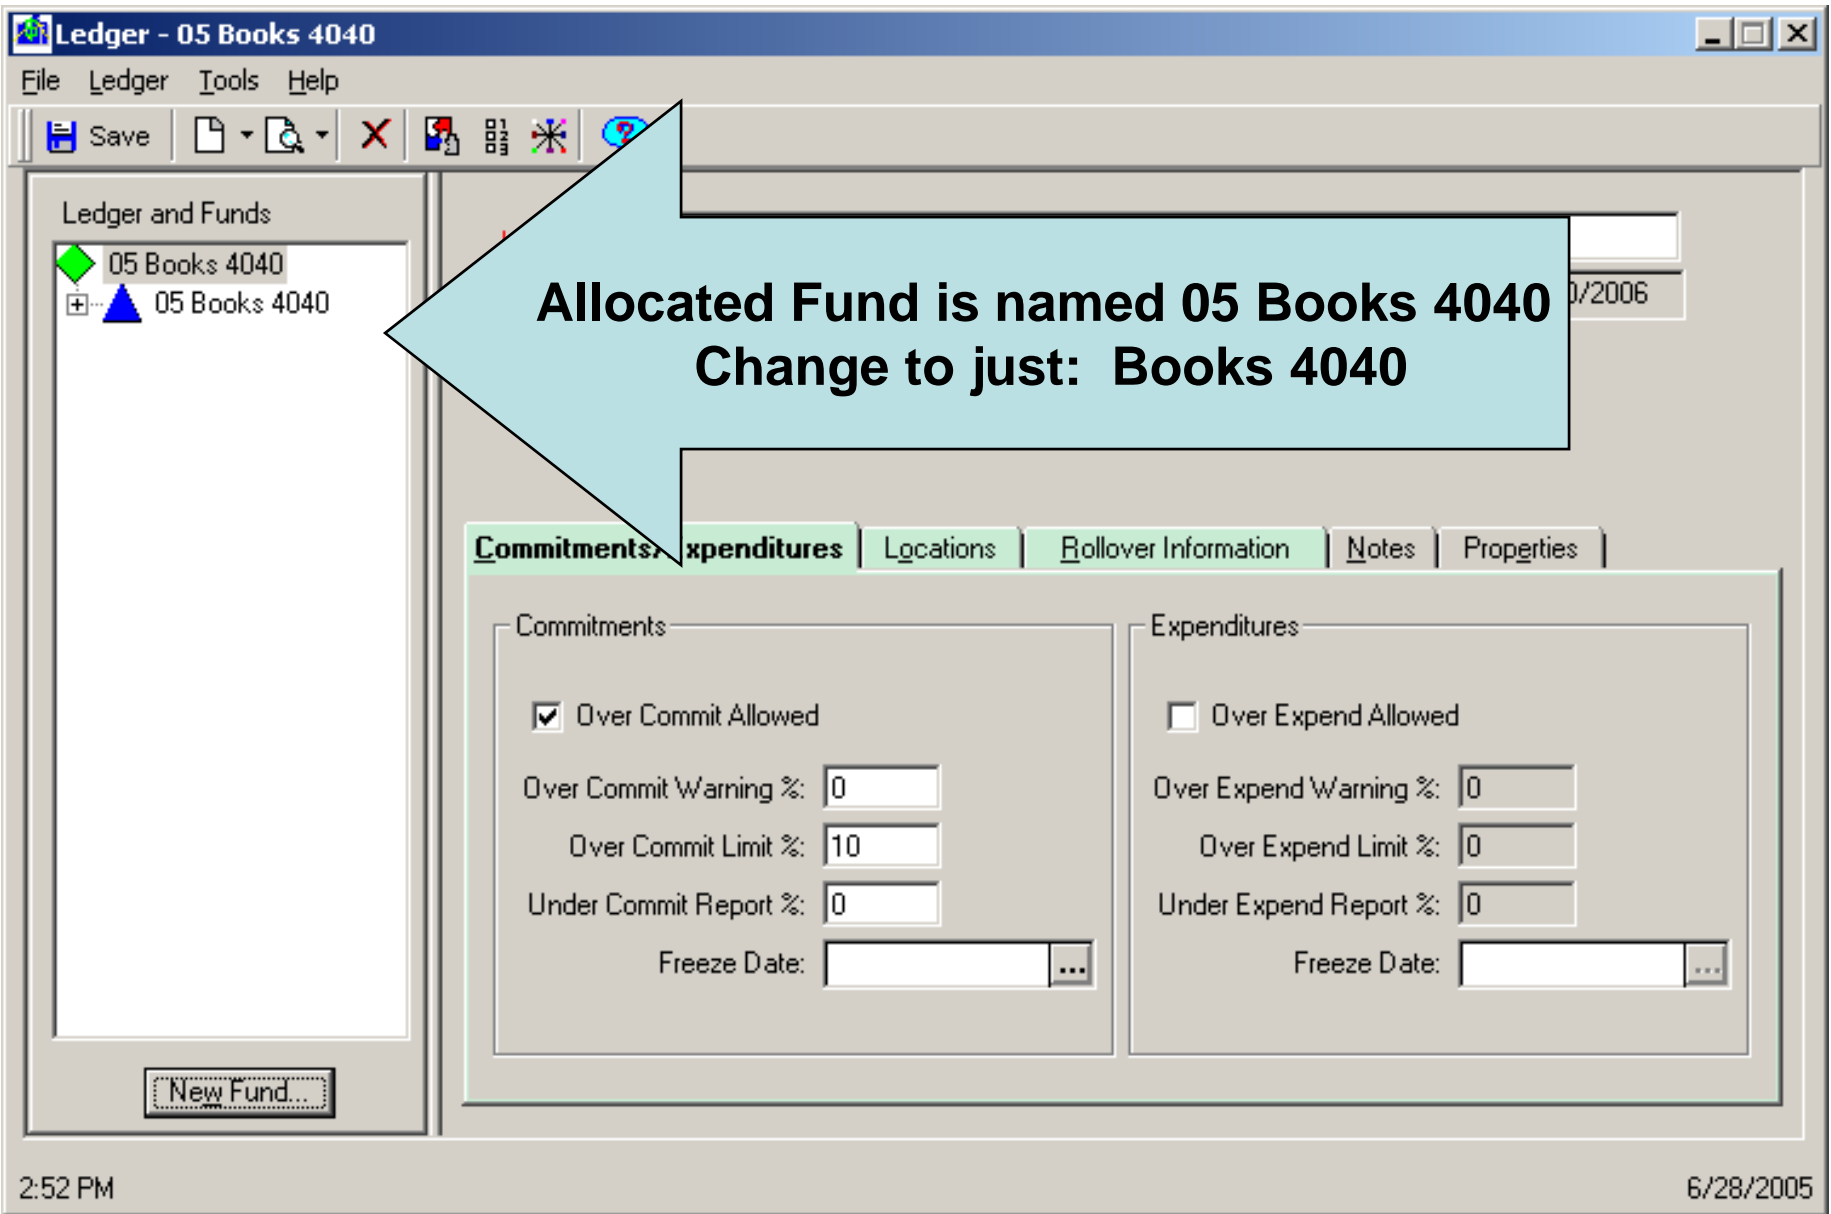 Ledger - 05 Books 4040
File Ledger Tools Help
Save
Ledger and Funds
05 Books 4040
05 Books 4040
Allocated Fund is named 05 Books 4040
Change to just: Books 4040
0/2006
Commitments/Expenditures Locations Rollover Information Notes Properties
Commitments Expenditures
Over Commit Allowed Over Expend Allowed
Over Commit Warning %: 0 Over Expend Warning %: 0
Over Commit Limit %: 10 Over Expend Limit %: 0
Under Commit Report %: 0 Under Expend Report %: 0
Freeze Date: ... Freeze Date: ...
New Fund...
2:52 PM 6/28/2005